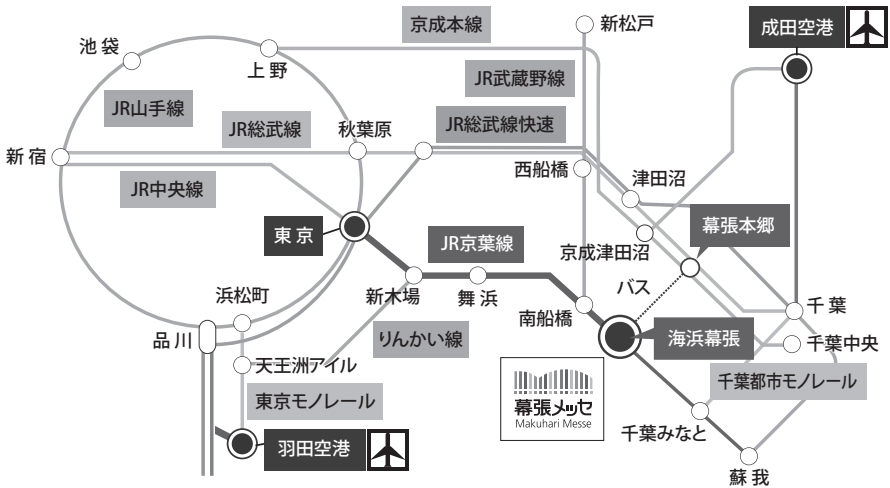 京成本線
新松戸
成田空港
池袋
上野
JR武蔵野線
JR山手線
JR総武線
秋葉原
JR総武線快速
新宿
西船橋
津田沼
JR中央線
東京
JR京葉線
幕張本郷
京成津田沼
バス
浜松町
新木場
舞浜
南船橋
千葉
品川
りんかい線
海浜幕張
千葉中央
天王洲アイル
幕張メッセ
Makuhari Messe
千葉都市モノレール
東京モノレール
千葉みなと
羽田空港
蘇我